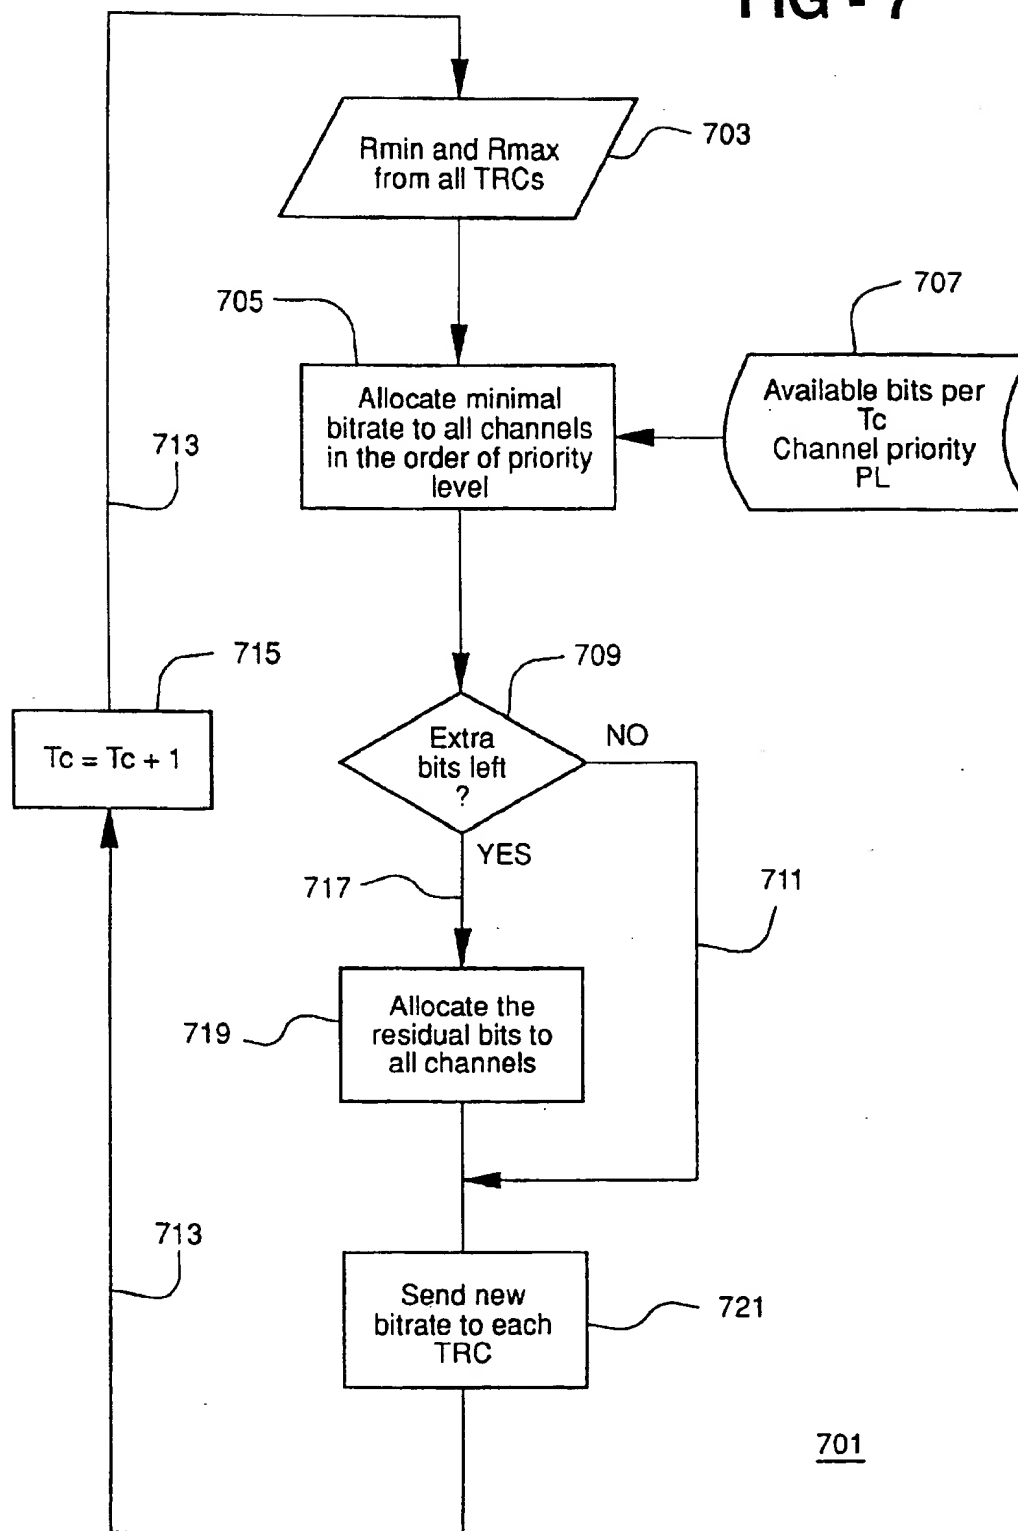 FIG - 7
Rmin and Rmax
from all TRCs
703
705
707
Allocate minimal
bitrate to all channels
in the order of priority
level
Available bits per
Tc
Channel priority
PL
713
715
709
Tc = Tc + 1
Extra
bits left
?
NO
YES
717
711
719
Allocate the
residual bits to
all channels
713
Send new
bitrate to each
TRC
721
701